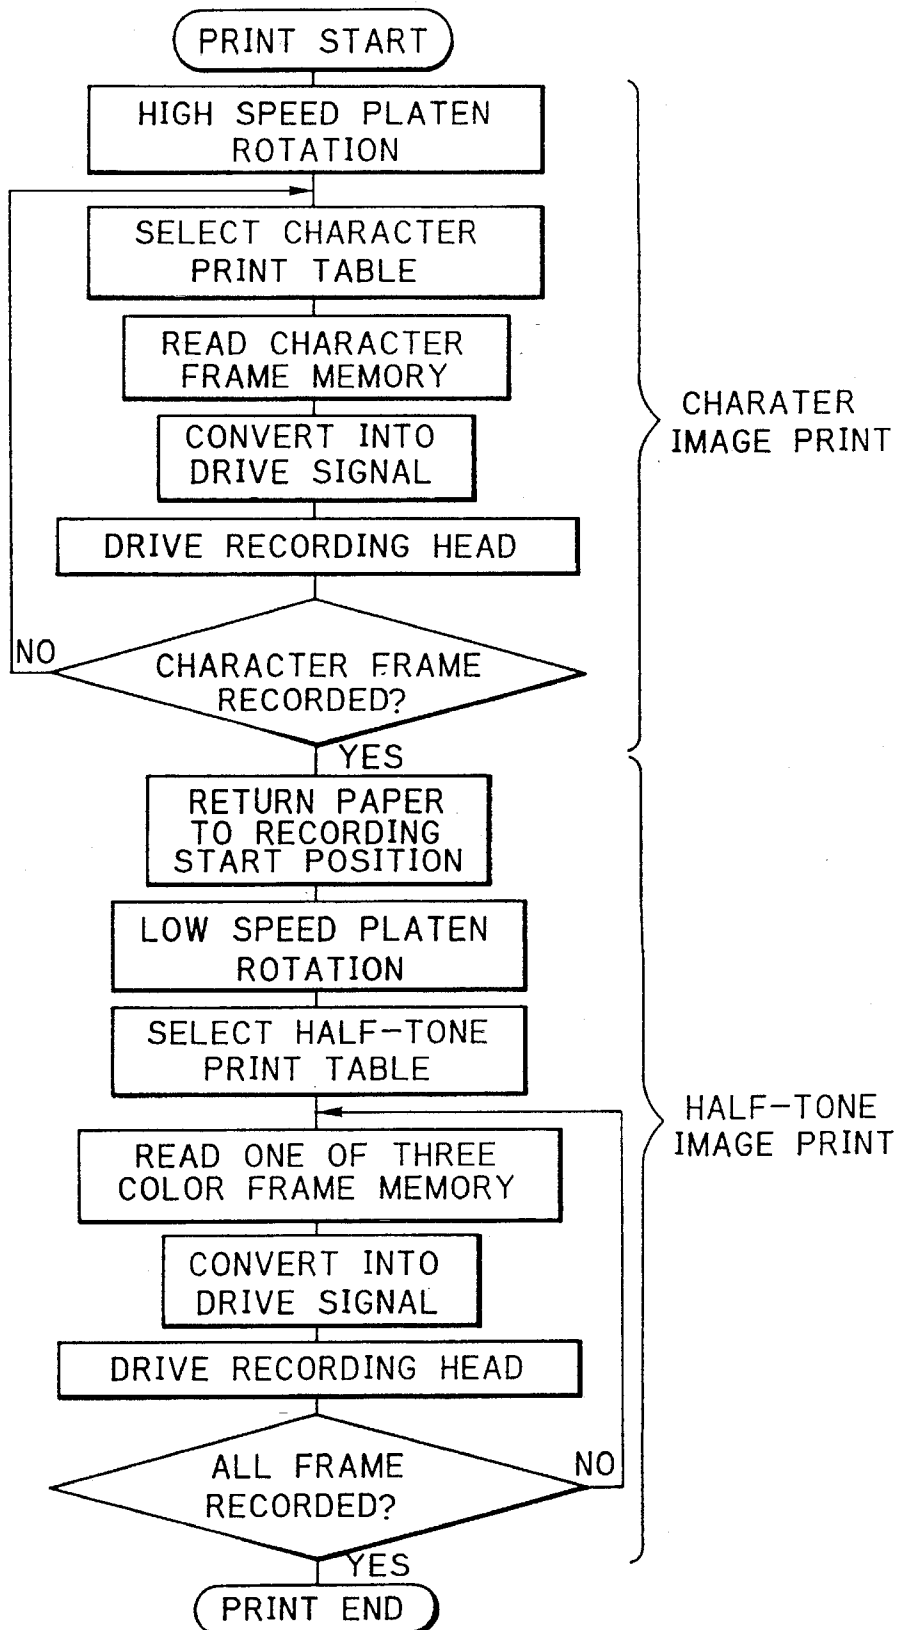 PRINT START
HIGH SPEED PLATEN
ROTATION
SELECT CHARACTER
PRINT TABLE
READ CHARACTER
FRAME MEMORY
CONVERT INTO
DRIVE SIGNAL
DRIVE RECORDING HEAD
NO
CHARACTER FRAME
RECORDED?
YES
CHARATER
IMAGE PRINT
RETURN PAPER
TO RECORDING
START POSITION
LOW SPEED PLATEN
ROTATION
SELECT HALF-TONE
PRINT TABLE
READ ONE OF THREE
COLOR FRAME MEMORY
CONVERT INTO
DRIVE SIGNAL
DRIVE RECORDING HEAD
ALL FRAME
RECORDED?
NO
YES
HALF-TONE
IMAGE PRINT
PRINT END